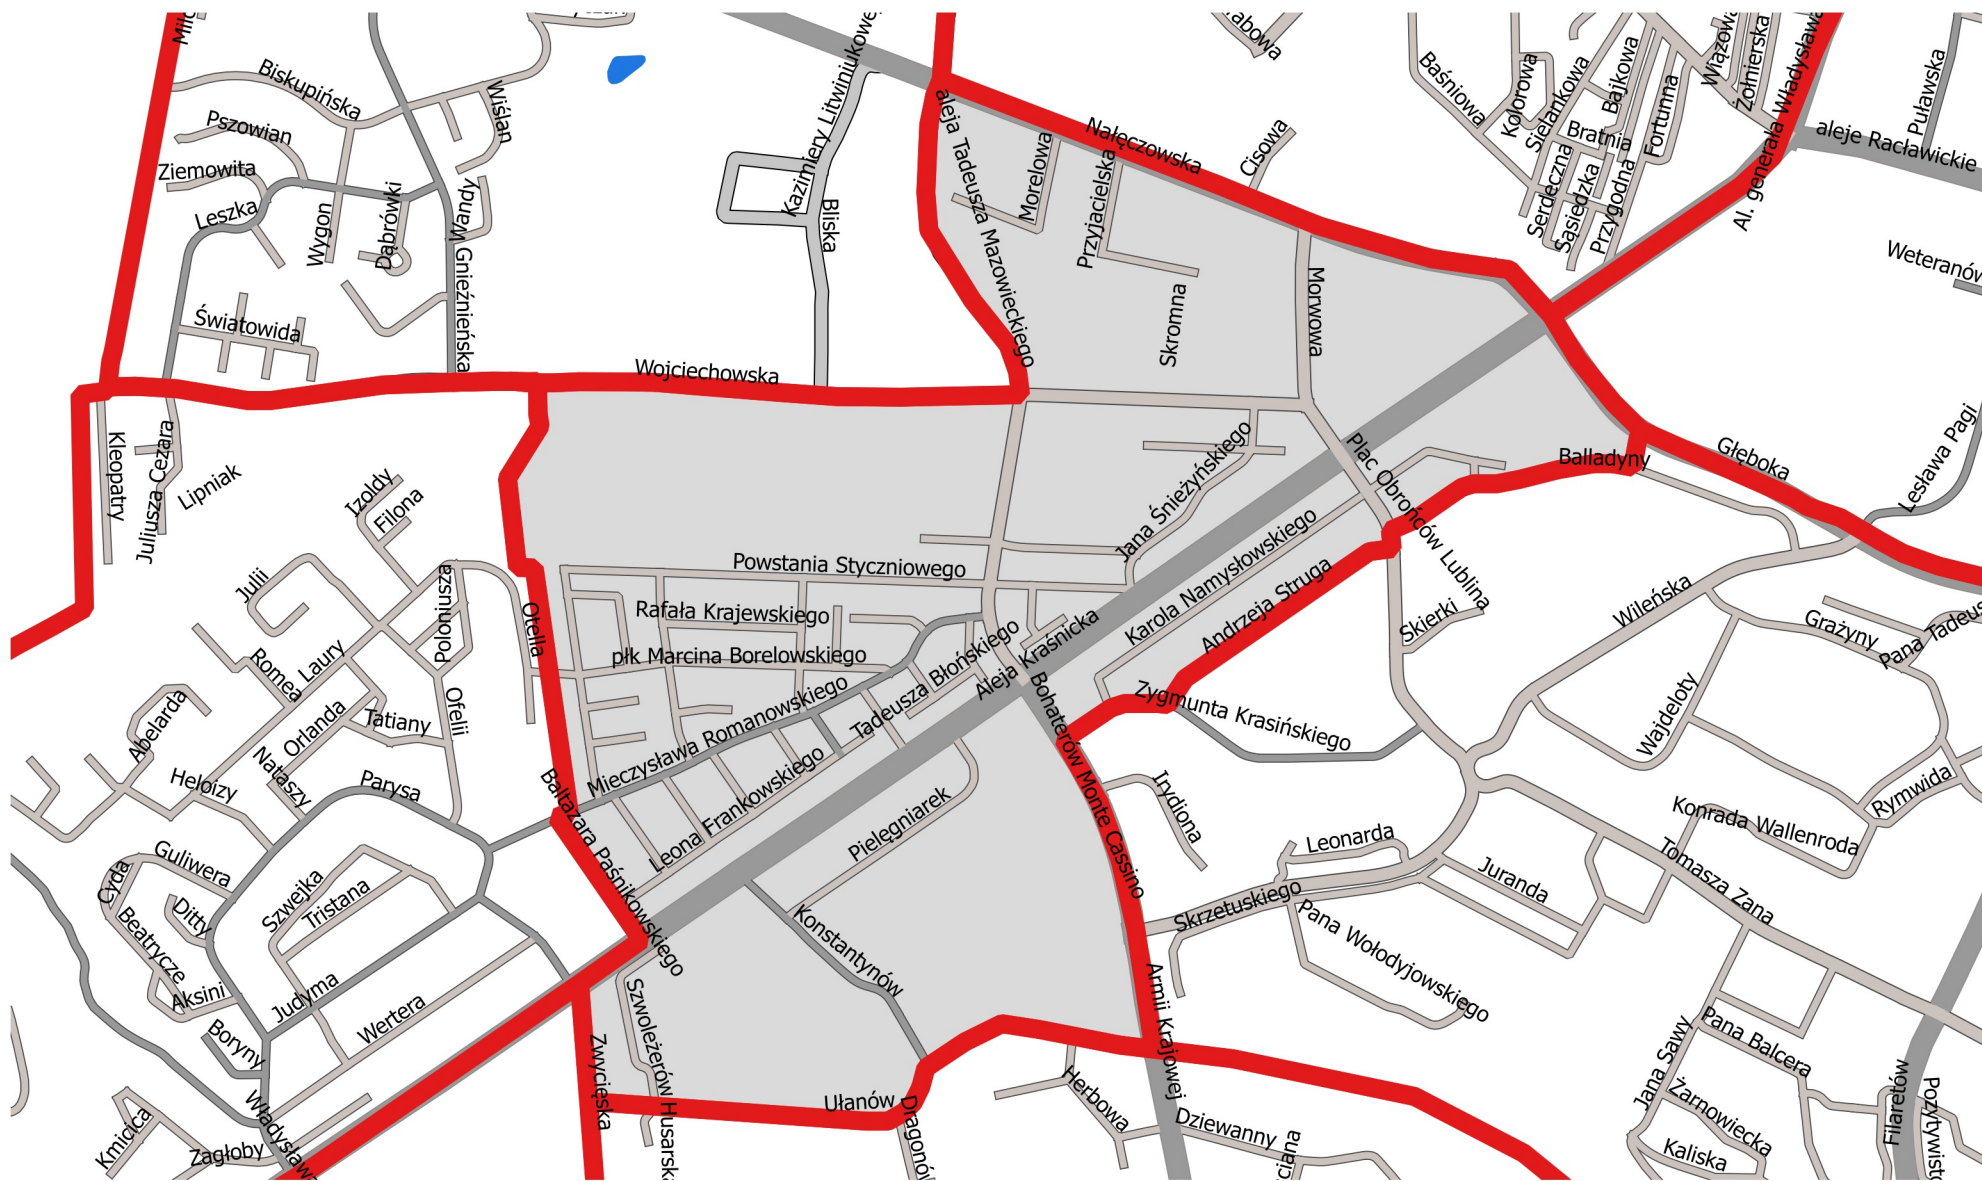 Biskupińska
Wiślan
Pszowian
Ziemowita
Leszka
Wygon
Dąbrówki
Wandy
Gnieźnieńska
Światowida
Kazimiery Litwiniukowej
Bliska
aleja Tadeusza Mazowieckiego
Nałęczowska
Morelowa
Przyjacielska
Cisowa
Skromna
Morwowa
Baśniowa
Kolorowa
Sielankowa
Bajkowa
Bratnia
Fortunna
Serdeczna
Sąsiedzka
Przygodna
Żołnierska
Al. generała Władysława
aleje Racławickie
Puławska
Weteranów
Wojciechowska
Kleopatry
Juliusza Cezara
Lipniak
Izoldy
Filona
Julii
Poloniusza
Otella
Romea
Laury
Orlanda
Tatiany
Ofelii
Abelarda
Heloizy
Nataszy
Parysa
Guliwera
Cyda
Beatrycze
Ditty
Aksini
Szwejka
Tristana
Judyma
Wertera
Boryny
Kmicica
Zagłoby
Władysława
Powstania Styczniowego
Rafała Krajewskiego
płk Marcina Borelowskiego
Mieczysława Romanowskiego
Tadeusza Błońskiego
Leona Frankowskiego
Aleja Kraśnicka
Baltazara Paśnikowskiego
Pielęgniarek
Konstantynów
Szwoleżerów
Husarska
Zwycięska
Ułanów
Dragonów
Jana Śnieżyńskiego
Karola Namysłowskiego
Andrzeja Struga
Plac Obrońców Lublina
Balladyny
Głęboka
Lesława Pagi
Skierki
Wileńska
Grażyny
Pana Tadeusza
Wajdeloty
Rymwida
Konrada Wallenroda
Tomasza Zana
Zygmunta Krasińskiego
Bohaterów Monte Cassino
Irydiona
Leonarda
Juranda
Skrzetuskiego
Pana Wołodyjowskiego
Armii Krajowej
Herbowa
Dziewanny
Jana Sawy
Pana Balcera
Żarnowiecka
Kaliska
Filaretów